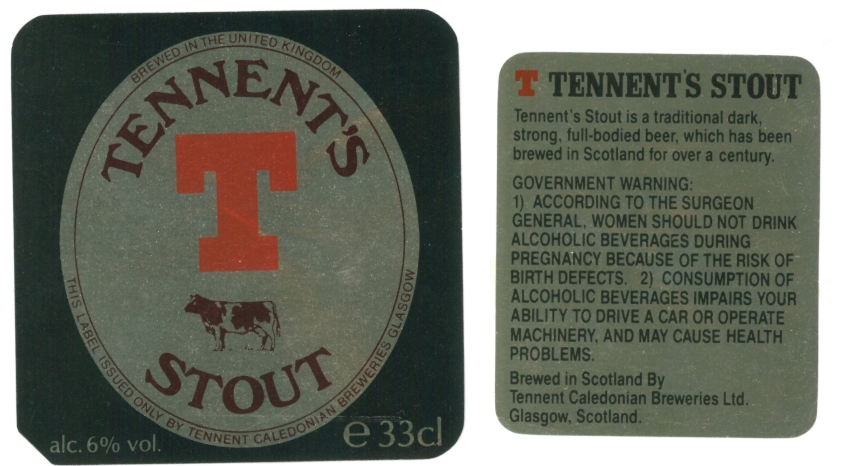 BREWED IN THE UNITED KINGDOM
TENNENT'S
T
STOUT
THIS LABEL ISSUED ONLY BY TENNENT CALEDONIAN BREWERIES GLASGOW
alc. 6% vol.
e 33cl
T TENNENT'S STOUT
Tennent's Stout is a traditional dark,
strong, full-bodied beer, which has been
brewed in Scotland for over a century.
GOVERNMENT WARNING:
1) ACCORDING TO THE SURGEON
GENERAL, WOMEN SHOULD NOT DRINK
ALCOHOLIC BEVERAGES DURING
PREGNANCY BECAUSE OF THE RISK OF
BIRTH DEFECTS. 2) CONSUMPTION OF
ALCOHOLIC BEVERAGES IMPAIRS YOUR
ABILITY TO DRIVE A CAR OR OPERATE
MACHINERY, AND MAY CAUSE HEALTH
PROBLEMS.
Brewed in Scotland By
Tennent Caledonian Breweries Ltd.
Glasgow, Scotland.